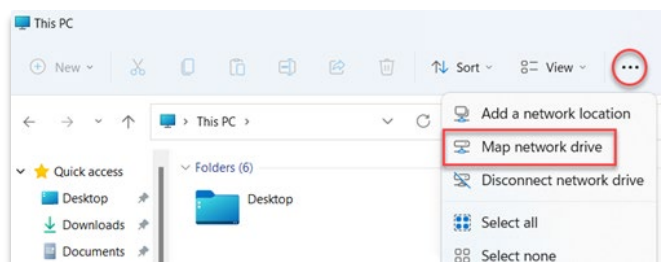 This PC
New
Sort
View
This PC
Add a network location
Map network drive
Disconnect network drive
Select all
Select none
Quick access
Desktop
Downloads
Documents
Folders (6)
Desktop